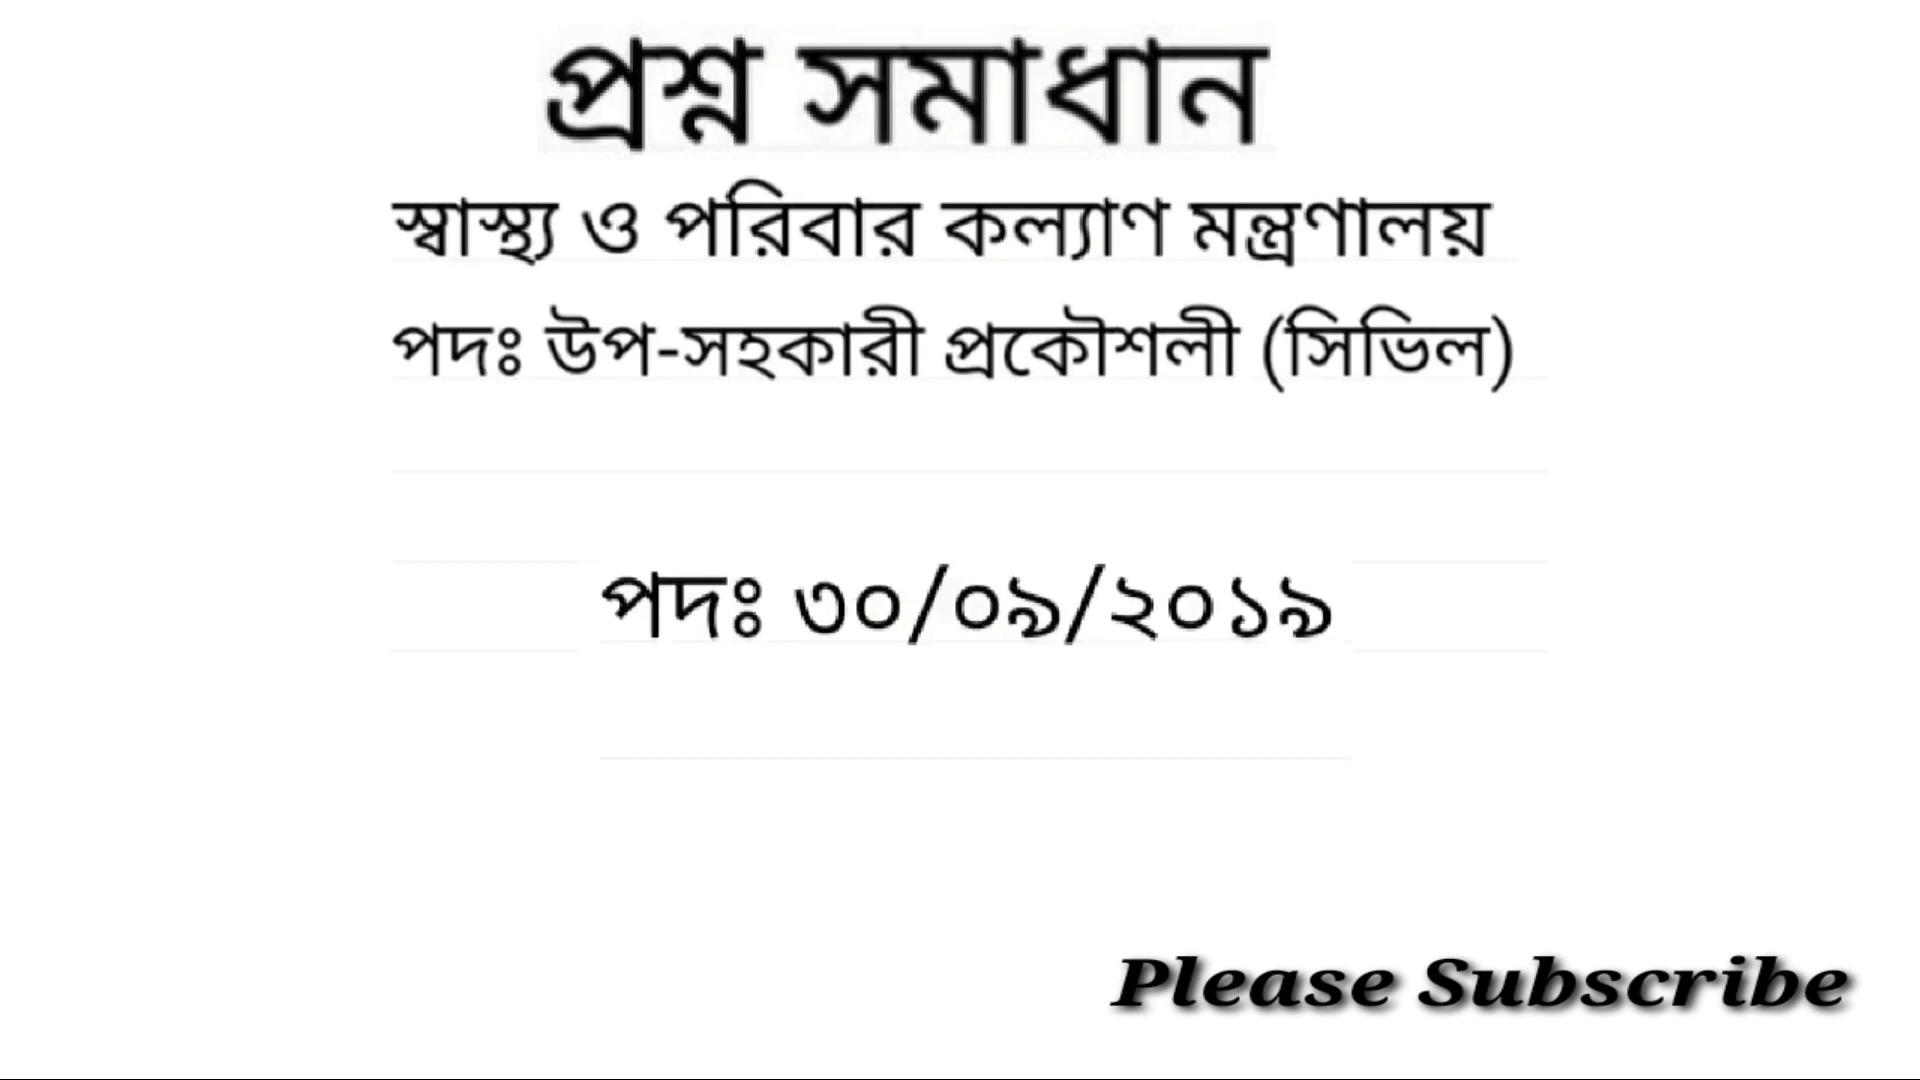 প্রশ্ন সমাধান
স্বাস্থ্য ও পরিবার কল্যাণ মন্ত্রণালয়
পদঃ উপ-সহকারী প্রকৌশলী (সিভিল)
পদঃ ৩০/০৯/২০১৯
Please Subscribe